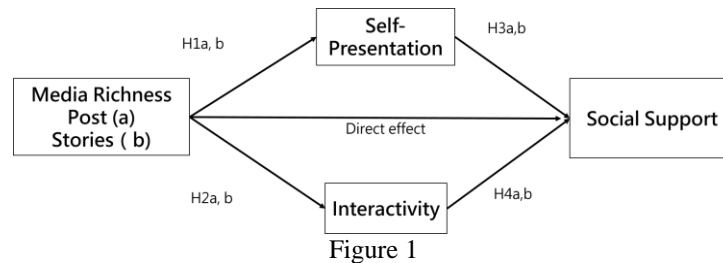 Self-
Presentation
H1a, b
H3a,b
Media Richness
Post (a)
Stories ( b)
Direct effect
Social Support
H2a, b
Interactivity
H4a,b
Figure 1